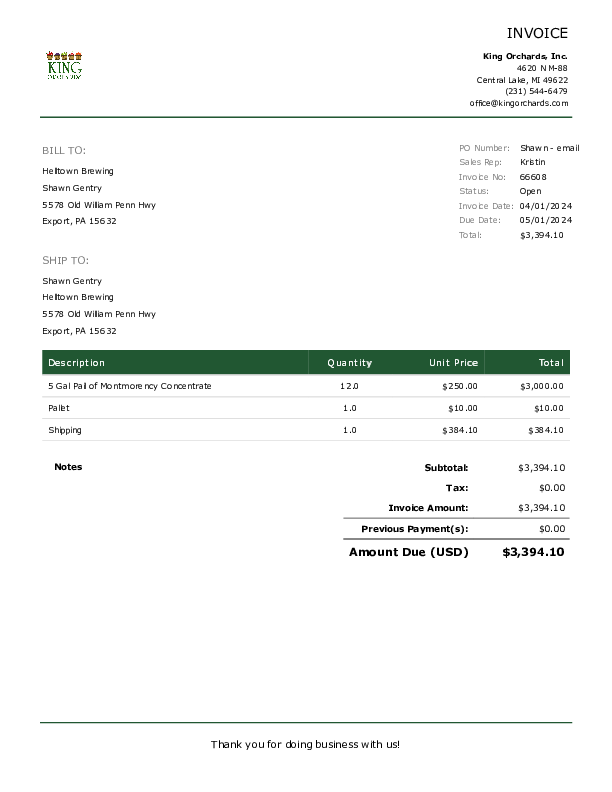 INVOICE
KING
ORCHARDS
King Orchards, Inc.
4620 N M-88
Central Lake, MI 49622
(231) 544-6479
office@kingorchards.com
BILL TO:
Helltown Brewing
Shawn Gentry
5578 Old William Penn Hwy
Export, PA 15632
PO Number: Shawn - email
Sales Rep: Kristin
Invoice No: 66608
Status: Open
Invoice Date: 04/01/2024
Due Date: 05/01/2024
Total: $3,394.10
SHIP TO:
Shawn Gentry
Helltown Brewing
5578 Old William Penn Hwy
Export, PA 15632
Description Quantity Unit Price Total
5 Gal Pail of Montmorency Concentrate 12.0 $250.00 $3,000.00
Pallet 1.0 $10.00 $10.00
Shipping 1.0 $384.10 $384.10
Notes
Subtotal: $3,394.10
Tax: $0.00
Invoice Amount: $3,394.10
Previous Payment(s): $0.00
Amount Due (USD) $3,394.10
Thank you for doing business with us!